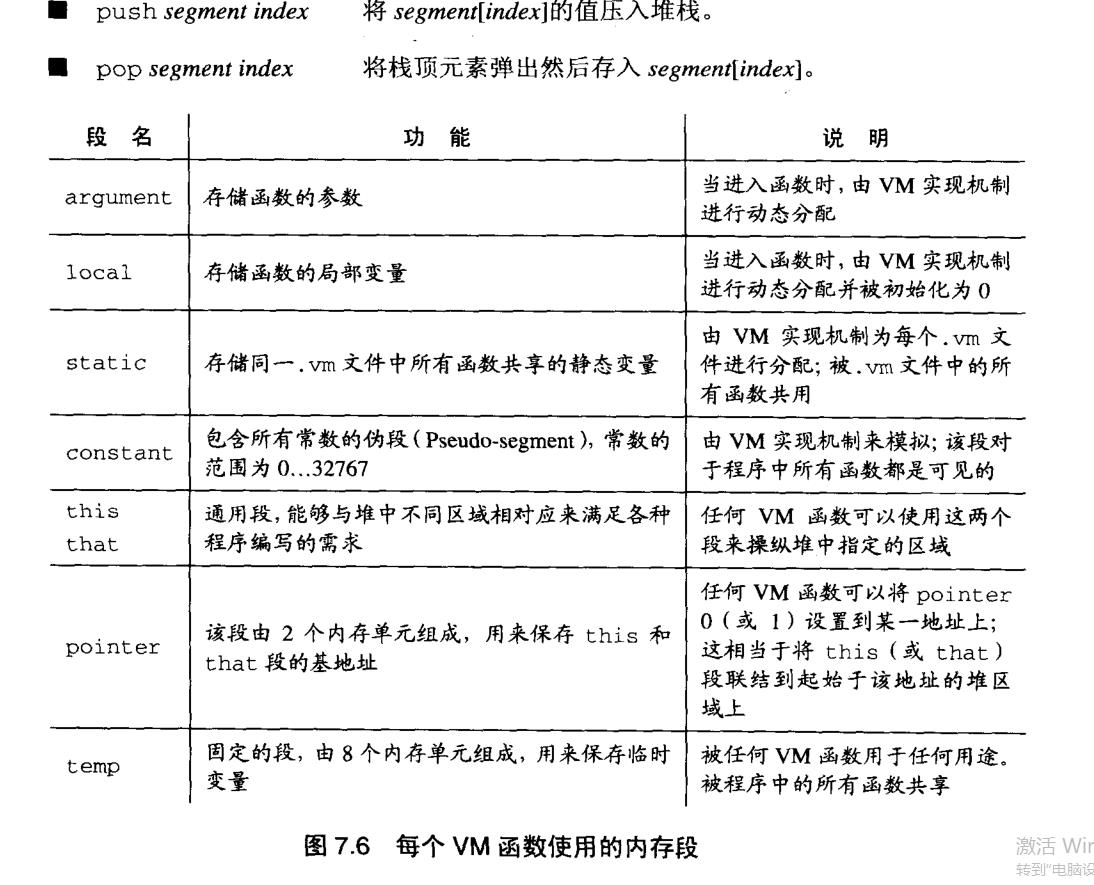 ■ push segment index 将 segment[index]的值压入堆栈。
■ pop segment index 将栈顶元素弹出然后存入 segment[index]。
段 名 功 能 说 明
argument 存储函数的参数 当进入函数时,由 VM 实现机制
进行动态分配
local 存储函数的局部变量 当进入函数时,由 VM 实现机制
进行动态分配并被初始化为 0
static 存储同一.vm 文件中所有函数共享的静态变量 由 VM 实现机制为每个.vm 文
件进行分配;被.vm 文件中的所
有函数共用
constant 包含所有常数的伪段(Pseudo-segment),常数的
范围为 0...32767
由 VM 实现机制来模拟;该段对
于程序中所有函数都是可见的
this
that
通用段,能够与堆中不同区域相对应来满足各种
程序编写的需求
任何 VM 函数可以使用这两个
段来操纵堆中指定的区域
pointer 该段由 2 个内存单元组成,用来保存 this 和
that 段的基地址
任何 VM 函数可以将 pointer
0(或 1)设置到某一地址上;
这相当于将 this(或 that)
段联结到起始于该地址的堆区
域上
temp 固定的段,由 8 个内存单元组成,用来保存临时
变量
被任何 VM 函数用于任何用途。
被程序中的所有函数共享
图 7.6 每个 VM 函数使用的内存段
激活 Wir
转到"电脑设